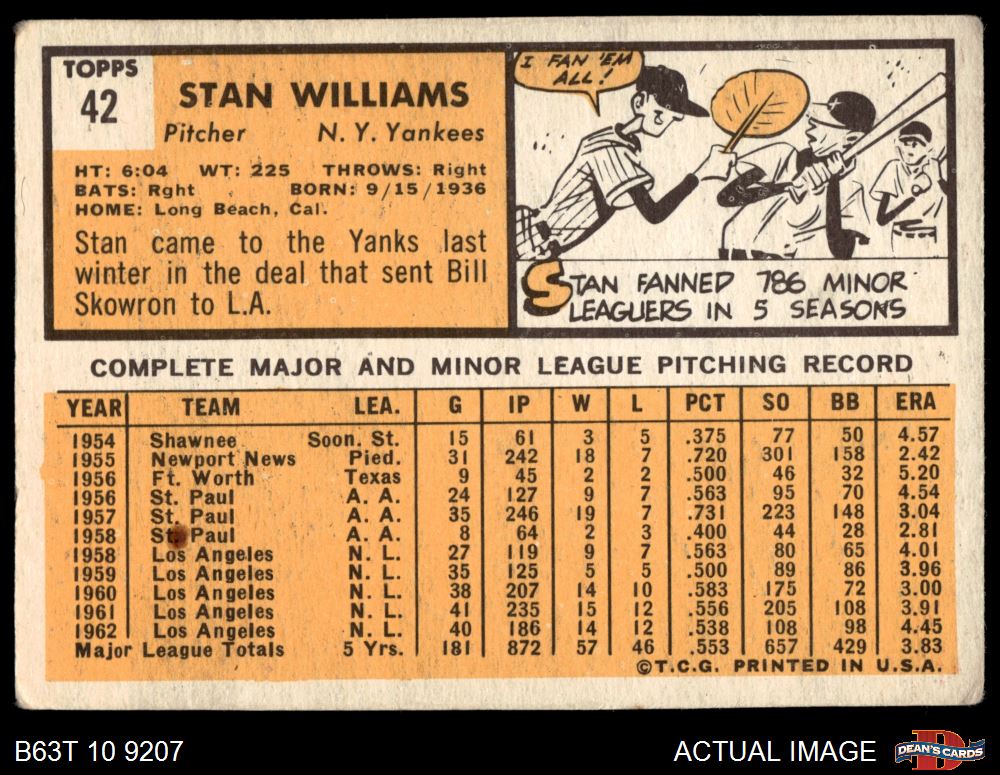 TOPPS
42
STAN WILLIAMS
Pitcher N. Y. Yankees
HT: 6:04 WT: 225 THROWS: Right
BATS: Rght BORN: 9/15/1936
HOME: Long Beach, Cal.
Stan came to the Yanks last
winter in the deal that sent Bill
Skowron to L.A.
I FAN 'EM
ALL!
STAN FANNED 786 MINOR
LEAGUERS IN 5 SEASONS
COMPLETE MAJOR AND MINOR LEAGUE PITCHING RECORD
YEAR TEAM LEA. G IP W L PCT SO BB ERA
1954 Shawnee Soon. St. 15 61 3 5 .375 77 50 4.57
1955 Newport News Pied. 31 242 18 7 .720 301 158 2.42
1956 Ft. Worth Texas 9 45 2 2 .500 46 32 5.20
1956 St. Paul A. A. 24 127 9 7 .563 95 70 4.54
1957 St. Paul A. A. 35 246 19 7 .731 223 148 3.04
1958 St. Paul A. A. 8 64 2 3 .400 44 28 2.81
1958 Los Angeles N. L. 27 119 9 7 .563 80 65 4.01
1959 Los Angeles N. L. 35 125 5 5 .500 89 86 3.96
1960 Los Angeles N. L. 38 207 14 10 .583 175 72 3.00
1961 Los Angeles N. L. 41 235 15 12 .556 205 108 3.91
1962 Los Angeles N. L. 40 186 14 12 .538 108 98 4.45
Major League Totals 5 Yrs. 181 872 57 46 .553 657 429 3.83
©T.C.G. PRINTED IN U.S.A.
B63T 10 9207 ACTUAL IMAGE DEAN'S CARDS